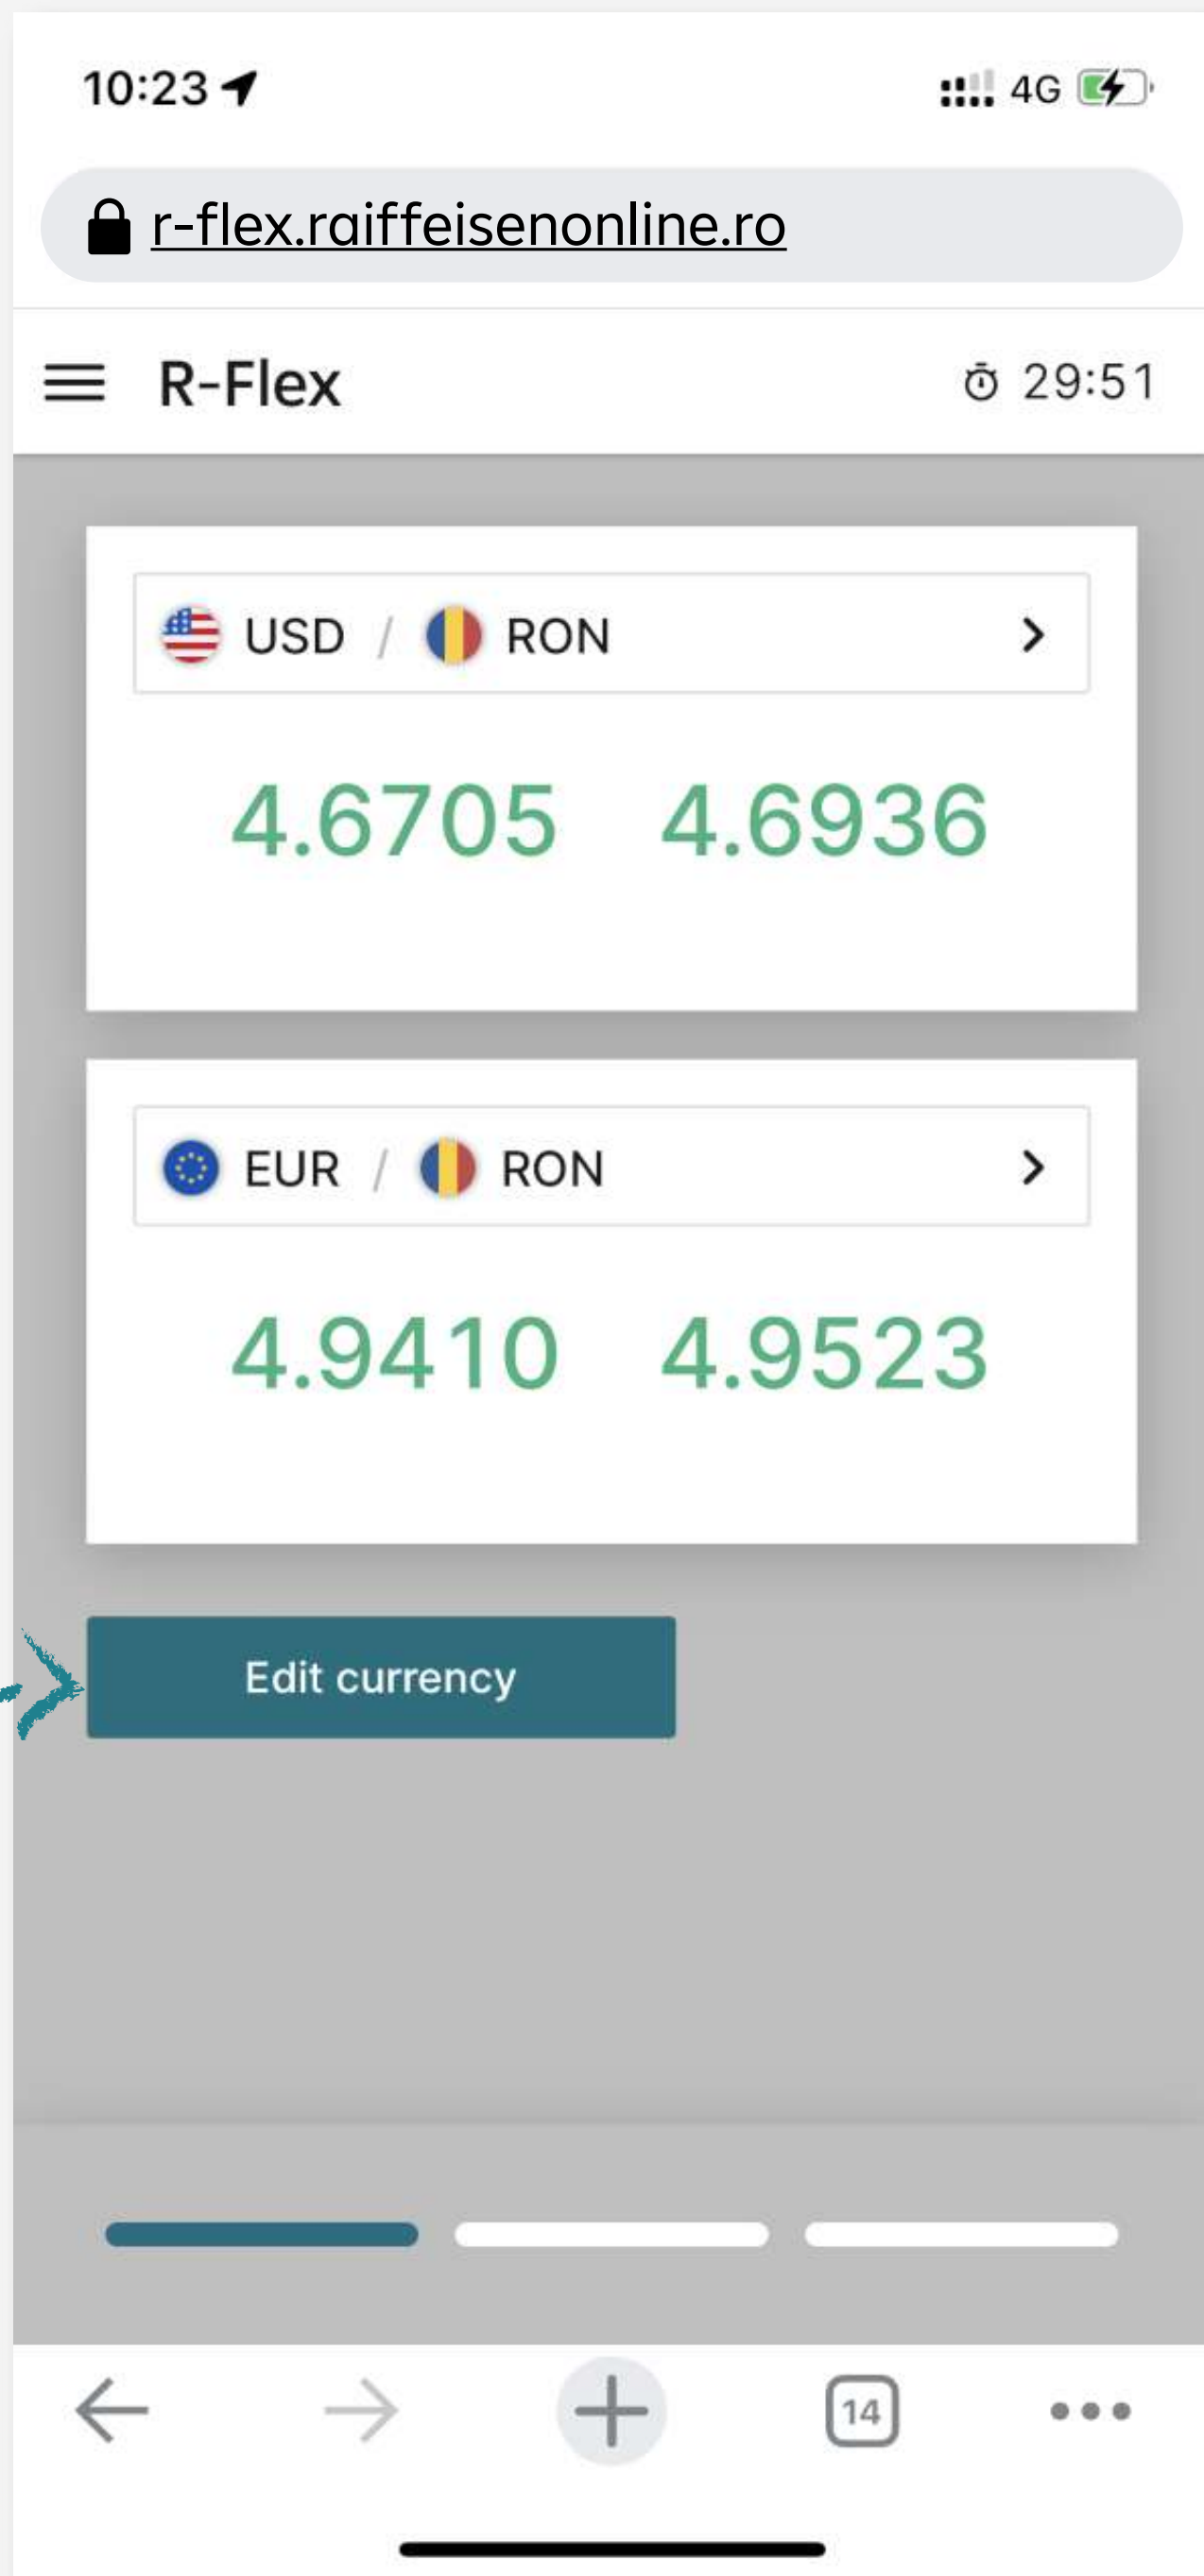 10:23 4G
r-flex.raiffeisenonline.ro
R-Flex 29:51
USD / RON
4.6705 4.6936
EUR / RON
4.9410 4.9523
Edit currency
14